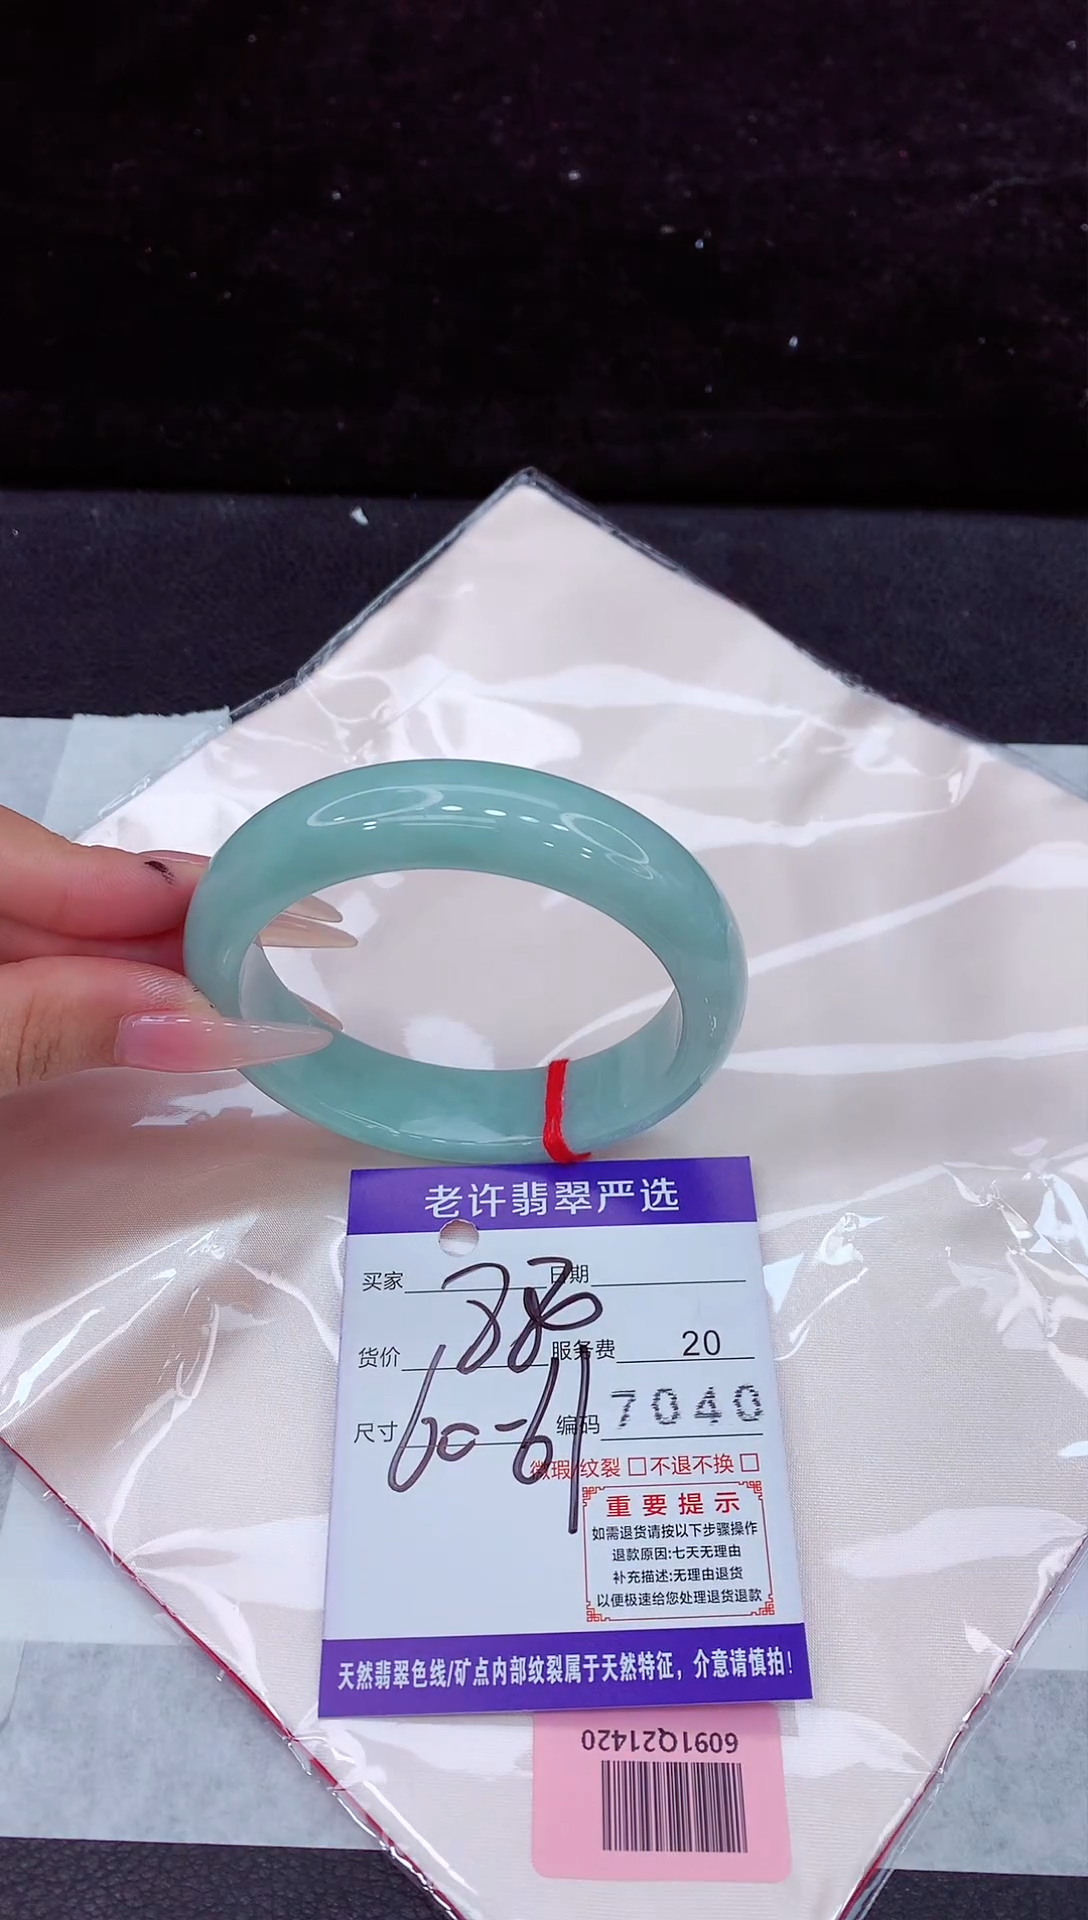 老许翡翠严选
买家 日期
货价 880 服务费 20
尺寸 60-61 编码 7040
微瑕/纹裂 □ 不退不换 □
重要提示
如需退货请按以下步骤操作
退款原因:七天无理由
补充描述:无理由退货
以便极速给您处理退货退款
天然翡翠色线/矿点内部纹裂属于天然特征，介意请慎拍！
6091Q21420